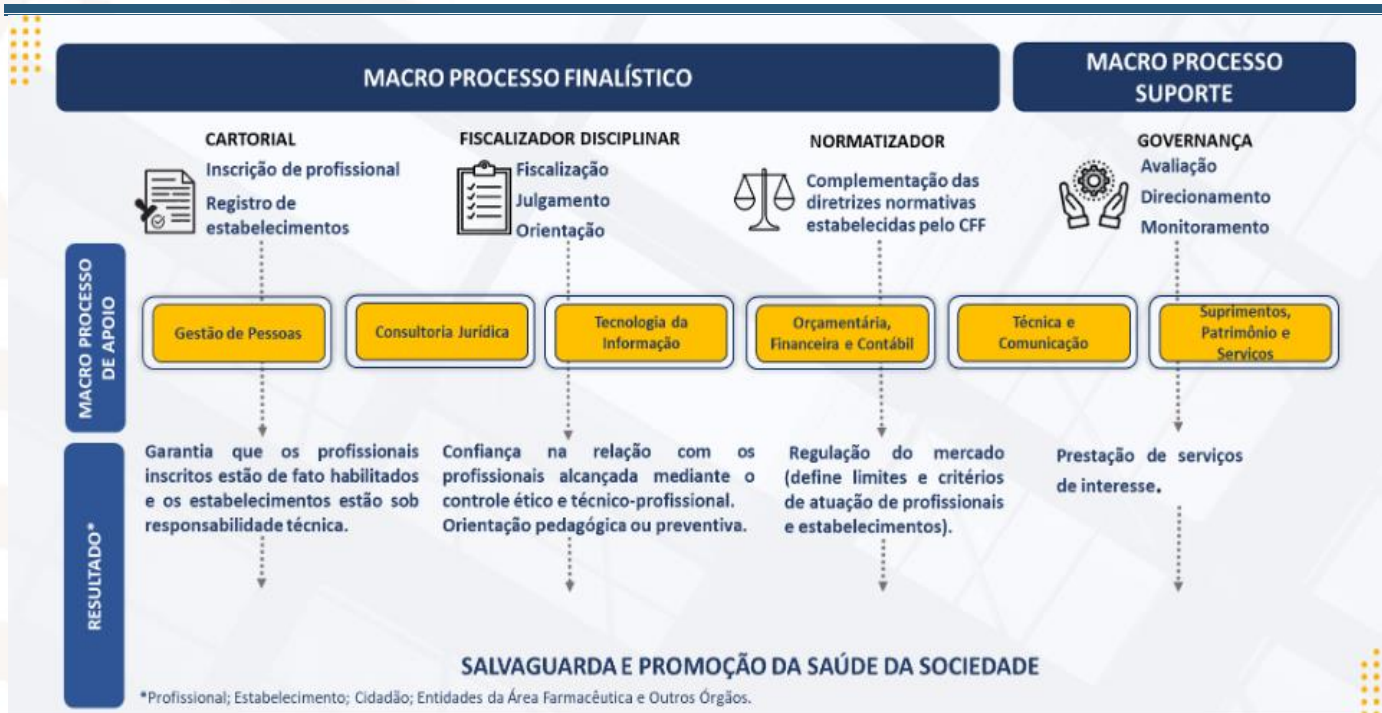 MACRO PROCESSO FINALÍSTICO
MACRO PROCESSO
SUPORTE
CARTORIAL
Inscrição de profissional
Registro de
estabelecimentos
FISCALIZADOR DISCIPLINAR
Fiscalização
Julgamento
Orientação
NORMATIZADOR
Complementação das
diretrizes normativas
estabelecidas pelo CFF
GOVERNANÇA
Avaliação
Direcionamento
Monitoramento
MACRO PROCESSO
DE APOIO
Gestão de Pessoas
Consultoria Jurídica
Tecnologia da
Informação
Orçamentária,
Financeira e Contábil
Técnica e
Comunicação
Suprimentos,
Patrimônio e
Servicos
RESULTADO*
Garantia que os profissionais
inscritos estão de fato habilitados
e os estabelecimentos estão sob
responsabilidade técnica.
Confiança na relação com os
profissionais alcançada mediante o
controle ético e técnico-profissional.
Orientação pedagógica ou preventiva.
Regulação do mercado
(define limites e critérios
de atuação de profissionais
e estabelecimentos).
Prestação de serviços
de interesse.
SALVAGUARDA E PROMOÇÃO DA SAÚDE DA SOCIEDADE
*Profissional; Estabelecimento; Cidadão; Entidades da Área Farmacêutica e Outros Órgãos.